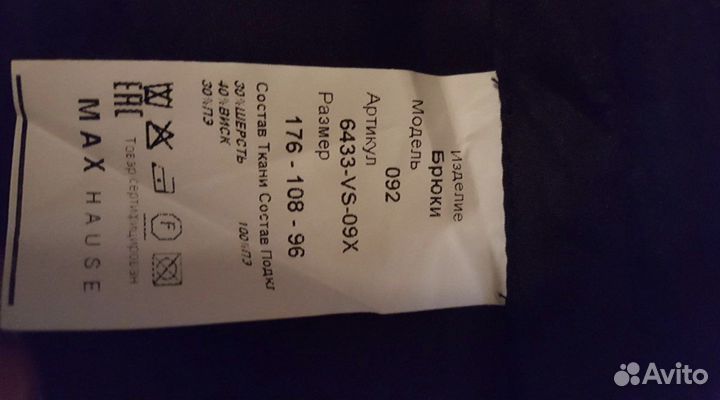 Изделие
Брюки
Модель
092
Артикул
6433-VS-09X
Размер
176 - 108 - 96
Состав Ткани Состав Подкл
30%ШЕРСТЬ 100%ПЭ
40%ВИСК
30%ПЭ
F
Товар сертифицирован
EAC
MAX HAUSE
Avito